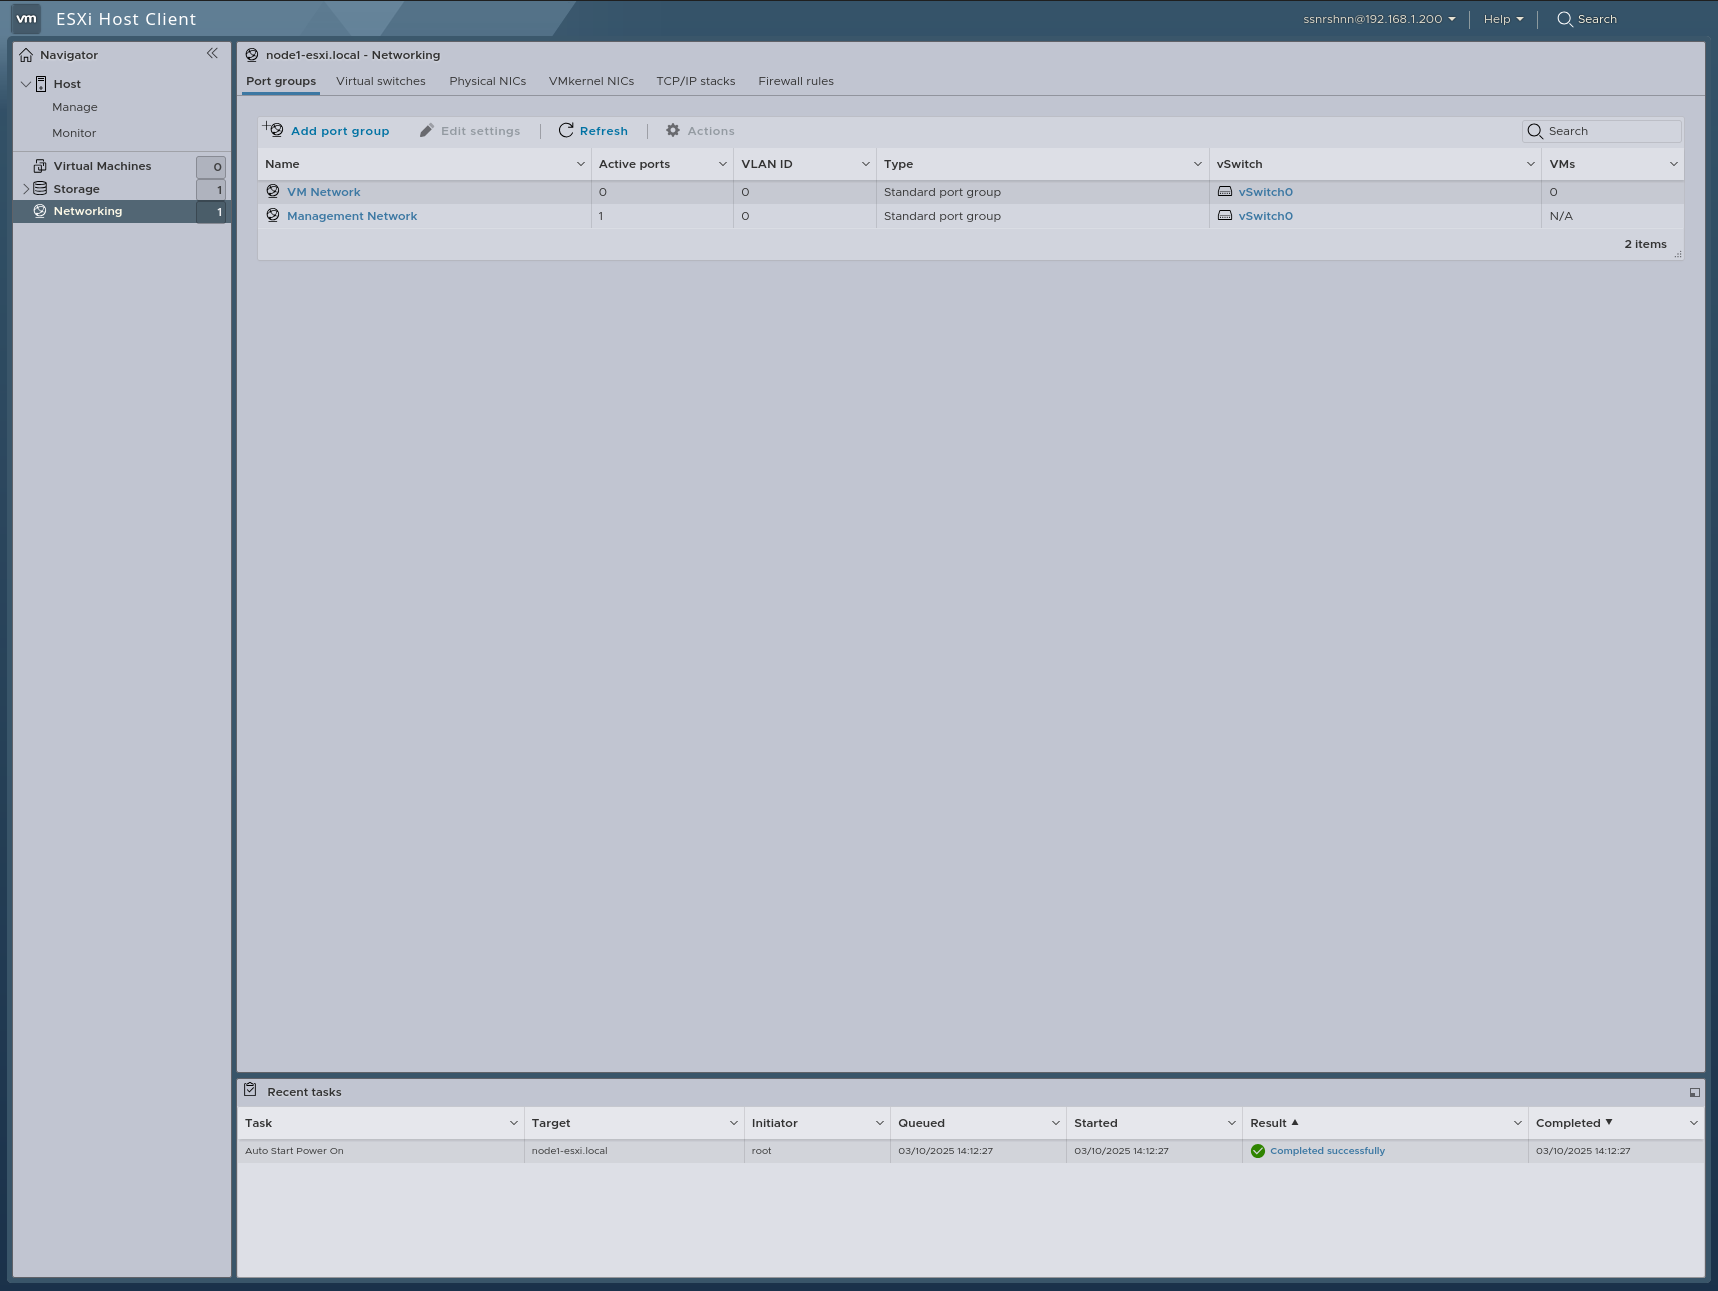 vm ESXi Host Client
ssnrshnn@192.168.1.200 Help Search
Navigator
Host
Manage
Monitor
Virtual Machines 0
Storage 1
Networking 1
node1-esxi.local - Networking
Port groups Virtual switches Physical NICs VMkernel NICs TCP/IP stacks Firewall rules
Add port group Edit settings Refresh Actions Search
Name Active ports VLAN ID Type vSwitch VMs
VM Network 0 0 Standard port group vSwitch0 0
Management Network 1 0 Standard port group vSwitch0 N/A
2 items
Recent tasks
Task Target Initiator Queued Started Result ▲ Completed ▼
Auto Start Power On node1-esxi.local root 03/10/2025 14:12:27 03/10/2025 14:12:27 Completed successfully 03/10/2025 14:12:27